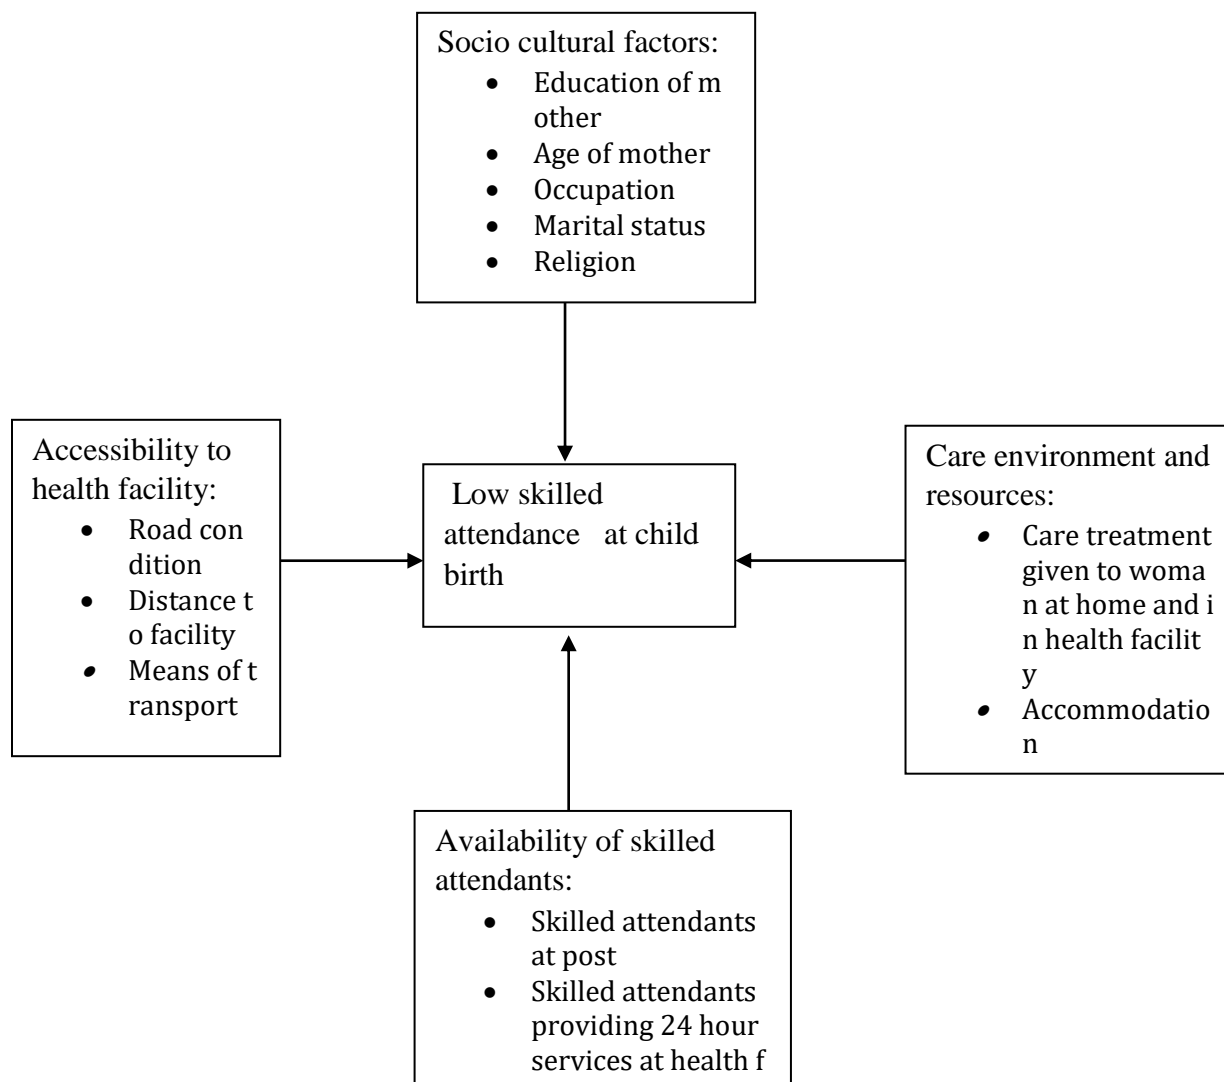 Socio cultural factors:
• Education of m
other
• Age of mother
• Occupation
• Marital status
• Religion
Accessibility to
health facility:
• Road con
dition
• Distance t
o facility
• Means of t
ransport
Low skilled
attendance at child
birth
Care environment and
resources:
• Care treatment
given to woma
n at home and i
n health facilit
y
• Accommodatio
n
Availability of skilled
attendants:
• Skilled attendants
at post
• Skilled attendants
providing 24 hour
services at health f